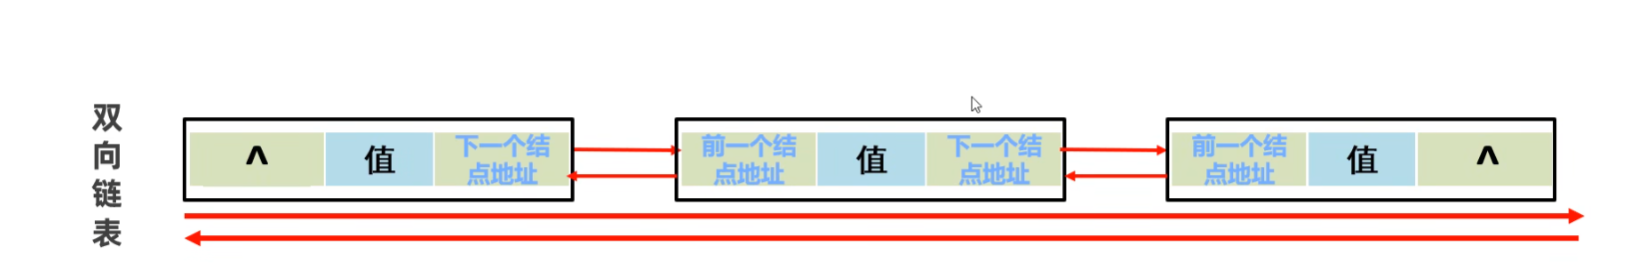 双向链表
^ 值 下一个结
点地址
前一个结
点地址 值 下一个结
点地址
前一个结
点地址 值 ^